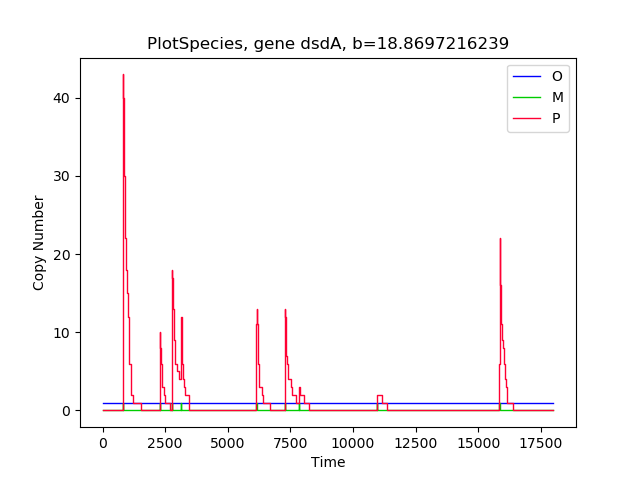 PlotSpecies, gene dsdA, b=18.8697216239
O
M
P
40
30
20
10
0
Copy Number
0 2500 5000 7500 10000 12500 15000 17500
Time